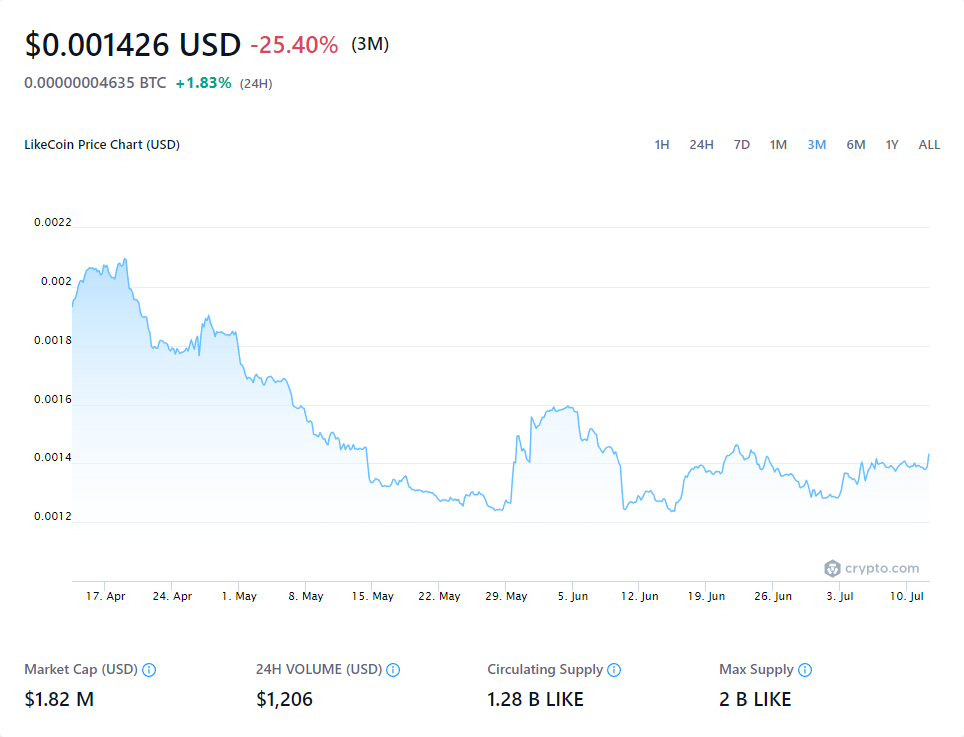 $0.001426 USD -25.40% (3M)
0.00000004635 BTC +1.83% (24H)
LikeCoin Price Chart (USD) 1H 24H 7D 1M 3M 6M 1Y ALL
0.0022
0.002
0.0018
0.0016
0.0014
0.0012
crypto.com
17. Apr 24. Apr 1. May 8. May 15. May 22. May 29. May 5. Jun 12. Jun 19. Jun 26. Jun 3. Jul 10. Jul
Market Cap (USD) 24H VOLUME (USD) Circulating Supply Max Supply
$1.82 M $1,206 1.28 B LIKE 2 B LIKE